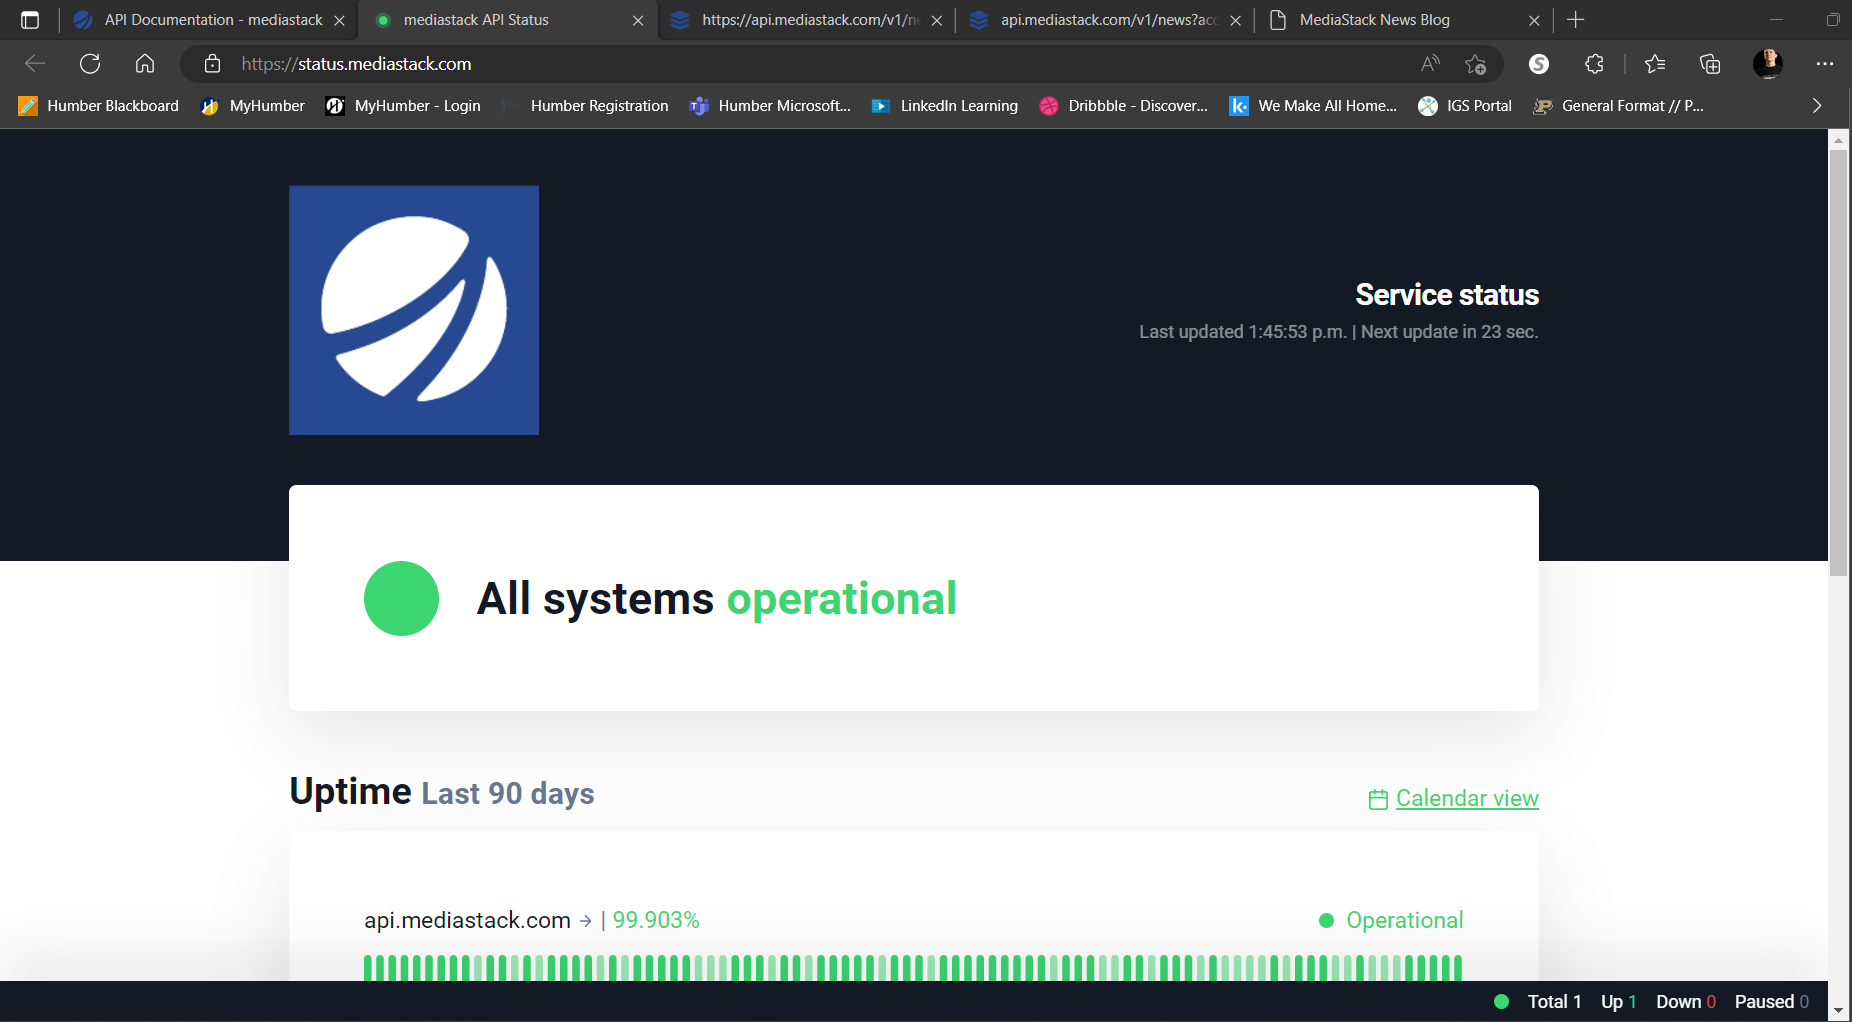 API Documentation - mediastack
mediastack API Status
https://api.mediastack.com/v1/n
api.mediastack.com/v1/news?acc
MediaStack News Blog
https://status.mediastack.com
Humber Blackboard
MyHumber
MyHumber - Login
Humber Registration
Humber Microsoft...
LinkedIn Learning
Dribbble - Discover...
We Make All Home...
IGS Portal
General Format // P...
Service status
Last updated 1:45:53 p.m. | Next update in 23 sec.
All systems operational
Uptime Last 90 days
Calendar view
api.mediastack.com → | 99.903%
Operational
Total 1 Up 1 Down 0 Paused 0